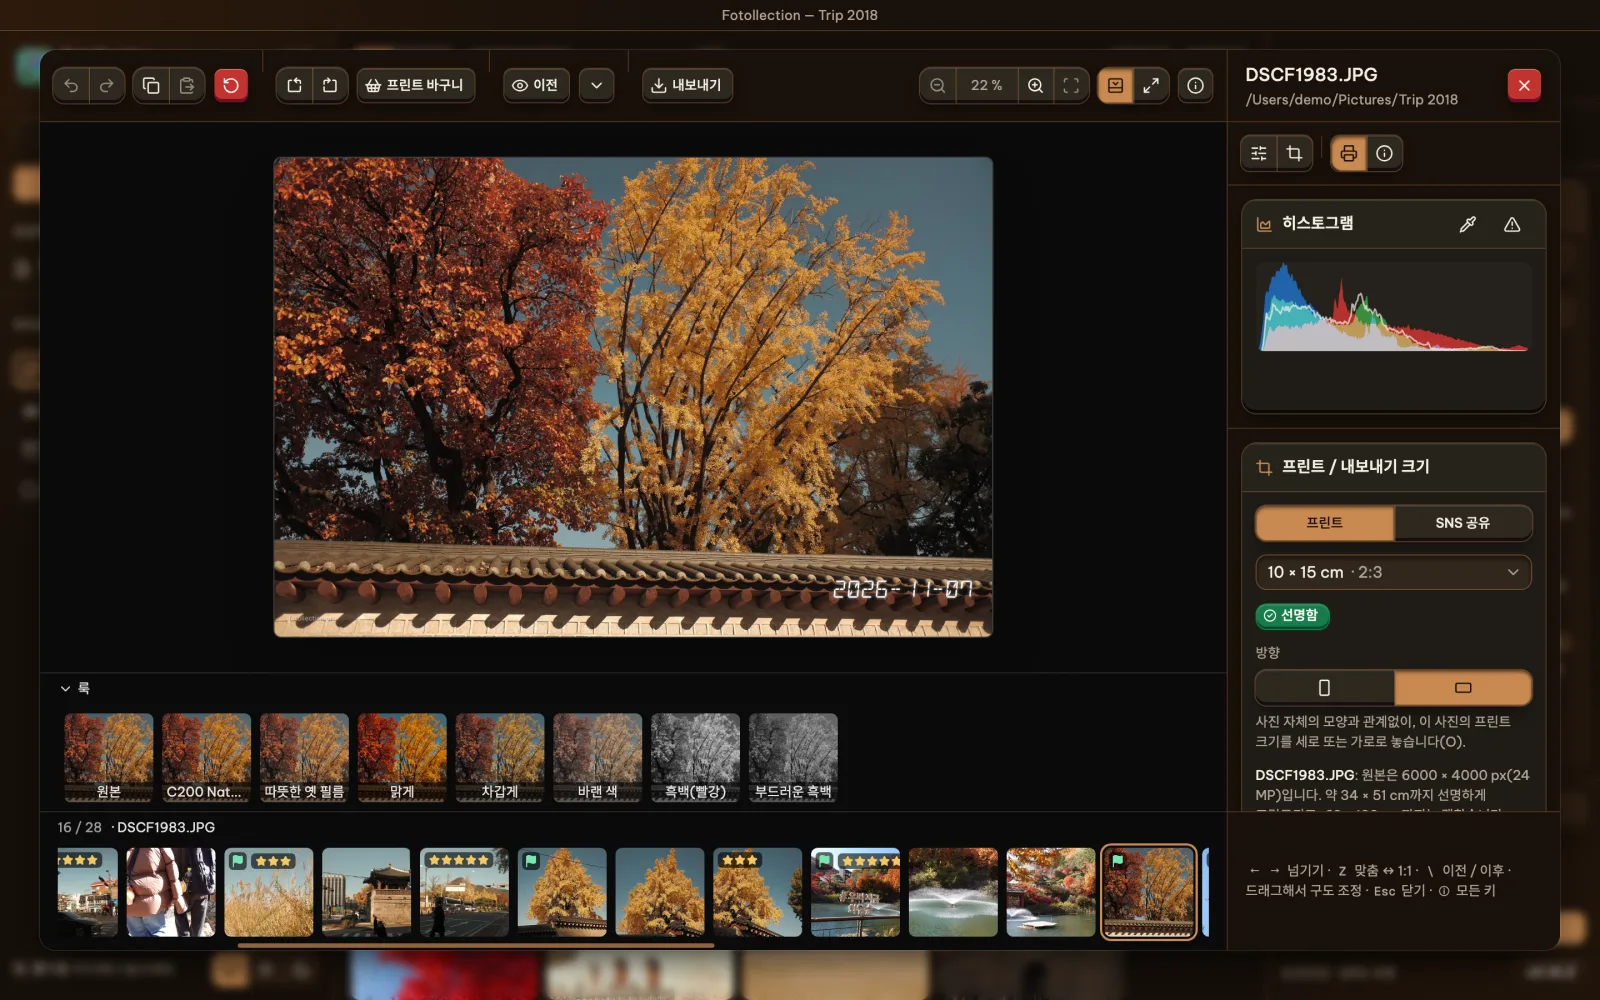 Fotollection — Trip 2018
프린트 바구니
이전
내보내기
22 %
DSCF1983.JPG
/Users/demo/Pictures/Trip 2018
히스토그램
프린트 / 내보내기 크기
프린트
SNS 공유
10 × 15 cm · 2:3
선명함
방향
사진 자체의 모양과 관계없이, 이 사진의 프린트
크기를 세로 또는 가로로 놓습니다(O).
DSCF1983.JPG: 원본은 6000 × 4000 px(24
MP)입니다. 약 34 × 51 cm까지 선명하게
2026-11-07
룩
원본
C200 Nat...
따뜻한 옛 필름
맑게
차갑게
바랜 색
흑백(빨강)
부드러운 흑백
16 / 28 · DSCF1983.JPG
← → 넘기기 · Z 맞춤 ↔ 1:1 · \ 이전 / 이후 ·
드래그해서 구도 조정 · Esc 닫기 · ⓘ 모든 키